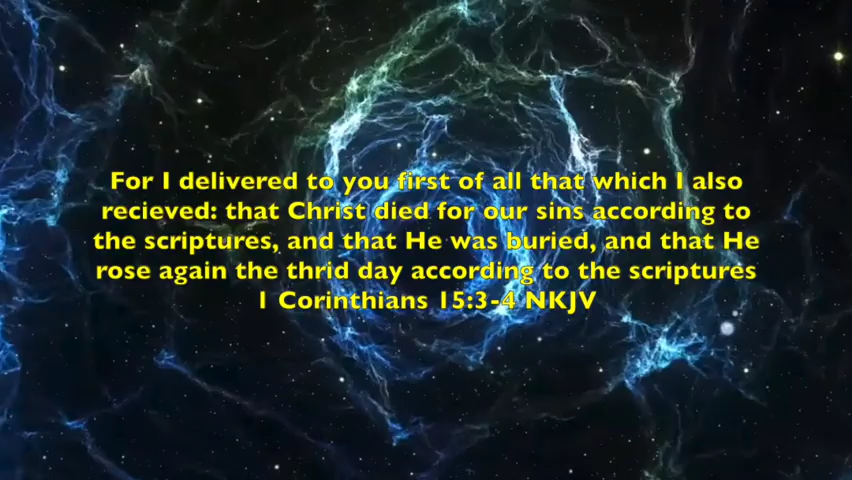 For I delivered to you first of all that which I also
recieved: that Christ died for our sins according to
the scriptures, and that He was buried, and that He
rose again the thrid day according to the scriptures
1 Corinthians 15:3-4 NKJV